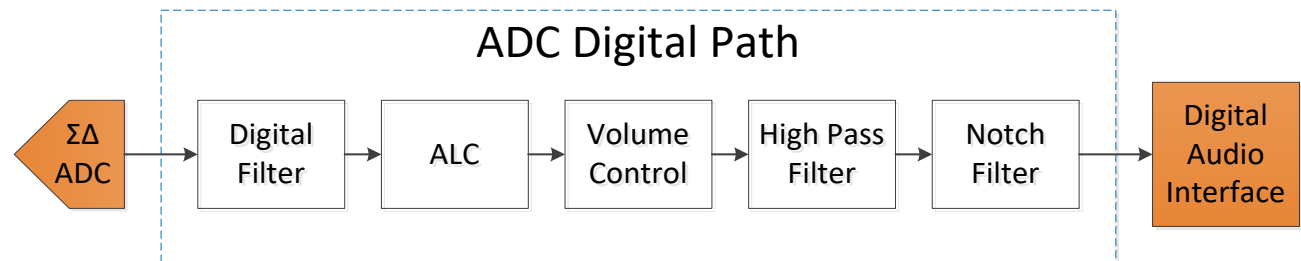 ADC Digital Path
ΣΔ
ADC
Digital
Filter
ALC
Volume
Control
High Pass
Filter
Notch
Filter
Digital
Audio
Interface